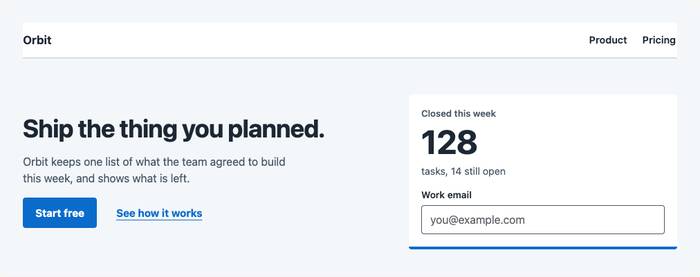 Orbit
Product
Pricing
Ship the thing you planned.
Orbit keeps one list of what the team agreed to build
this week, and shows what is left.
Start free
See how it works
Closed this week
128
tasks, 14 still open
Work email
you@example.com